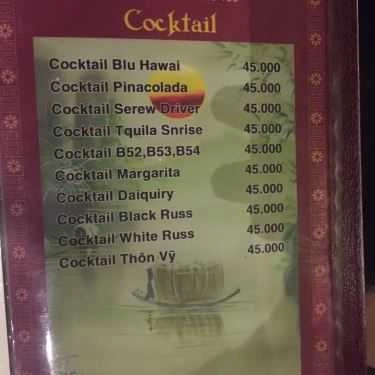 Cocktail
Cocktail Blu Hawai 45.000
Cocktail Pinacolada 45.000
Cocktail Serew Driver 45.000
Cocktail Tquila Snrise 45.000
Cocktail B52,B53,B54 45.000
Cocktail Margarita 45.000
Cocktail Daiquiry 45.000
Cocktail Black Russ 45.000
Cocktail White Russ 45.000
Cocktail Thôn Vỹ 45.000